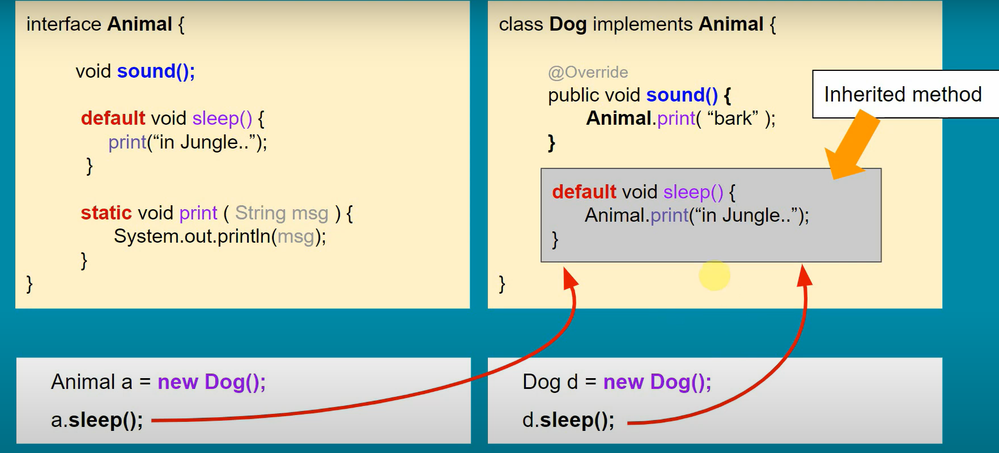 interface Animal {
void sound();
default void sleep() {
print(“in Jungle..”);
}
static void print ( String msg ) {
System.out.println(msg);
}
}
class Dog implements Animal {
@Override
public void sound() {
Animal.print( “bark” );
}
Inherited method
default void sleep() {
Animal.print(“in Jungle..”);
}
}
Animal a = new Dog();
a.sleep();
Dog d = new Dog();
d.sleep();